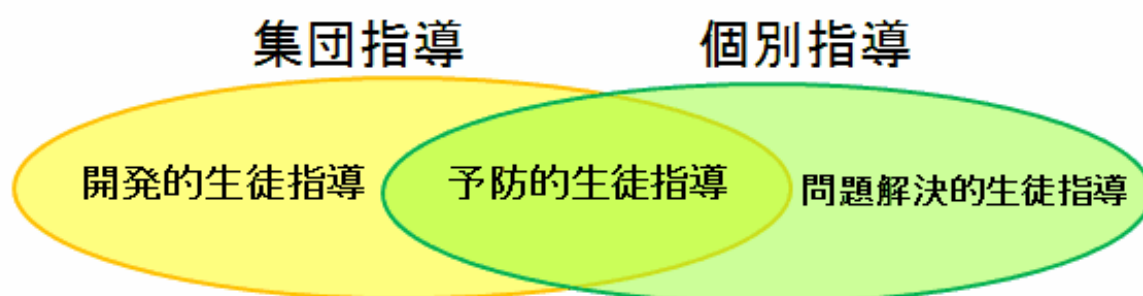 集団指導
個別指導
開発的生徒指導
予防的生徒指導
問題解決的生徒指導